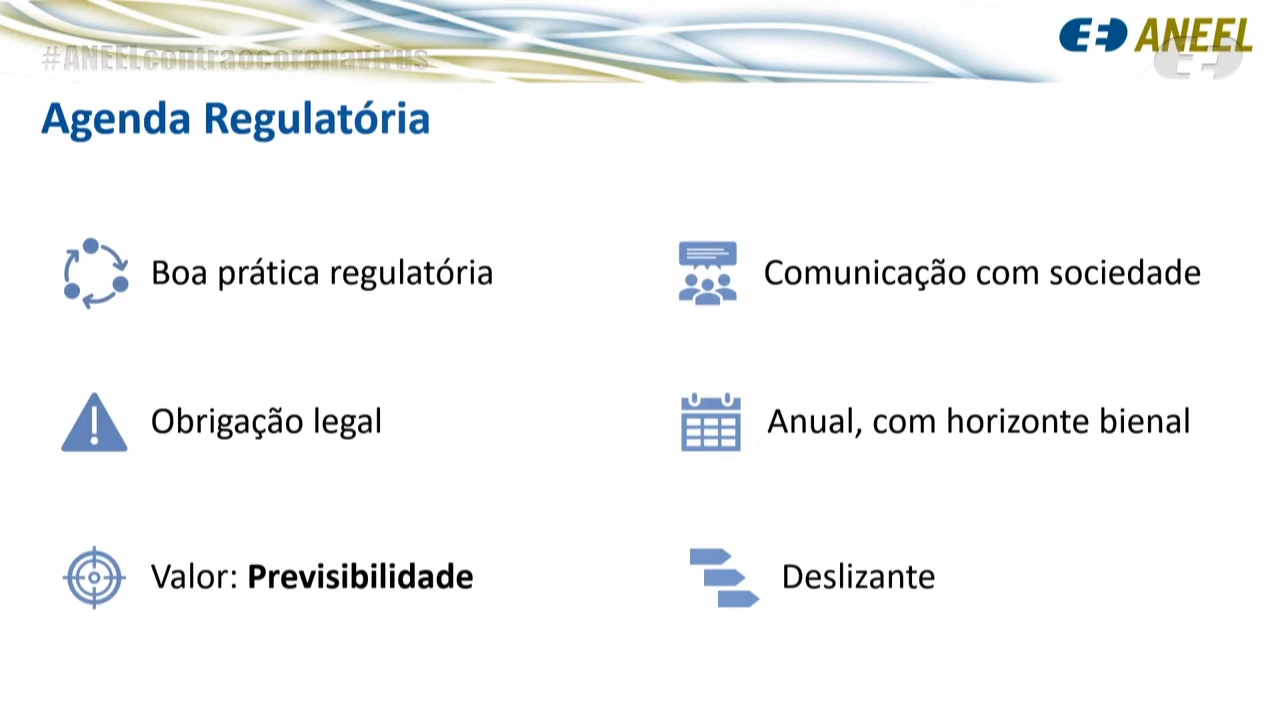 #ANEELcontraocoronavirus
ANEEL
Agenda Regulatória
Boa prática regulatória
Comunicação com sociedade
Obrigação legal
Anual, com horizonte bienal
Valor: Previsibilidade
Deslizante